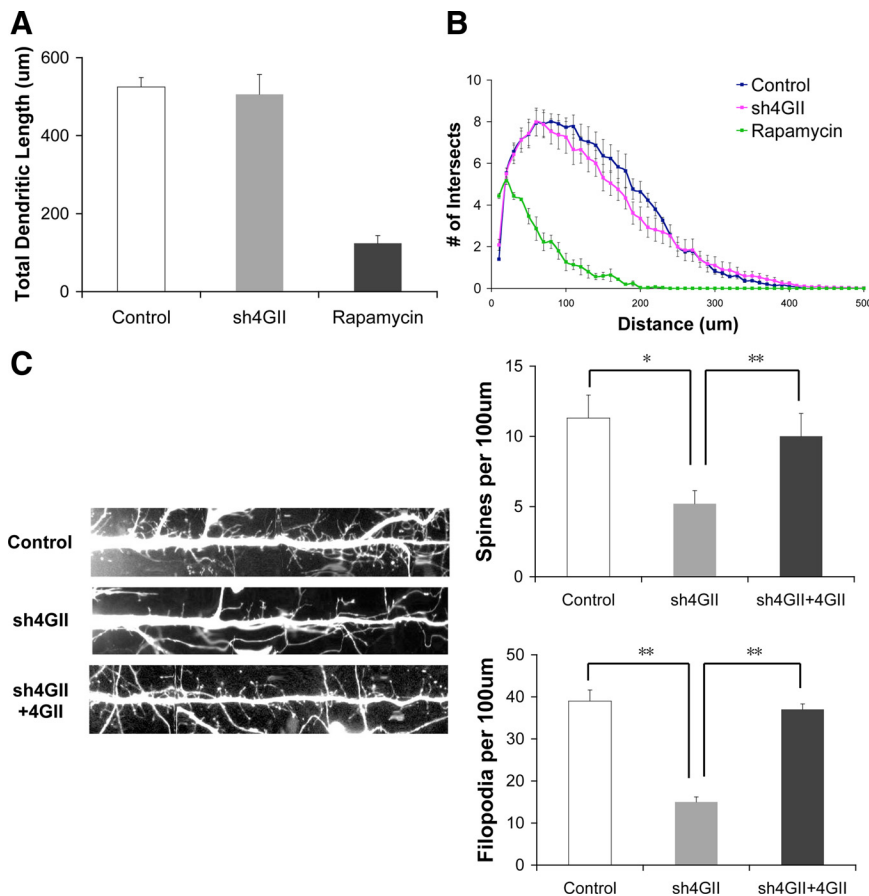 A
Total Dendritic Length (um)
600
400
200
0
Control sh4GII Rapamycin
B
# of Intersects
10
8
6
4
2
0
0 100 200 300 400 500
Distance (um)
Control
sh4GII
Rapamycin
C
Control
sh4GII
sh4GII
+4GII
Spines per 100um
15
10
5
0
* **
Control sh4GII sh4GII+4GII
Filopodia per 100um
50
40
30
20
10
0
** **
Control sh4GII sh4GII+4GII